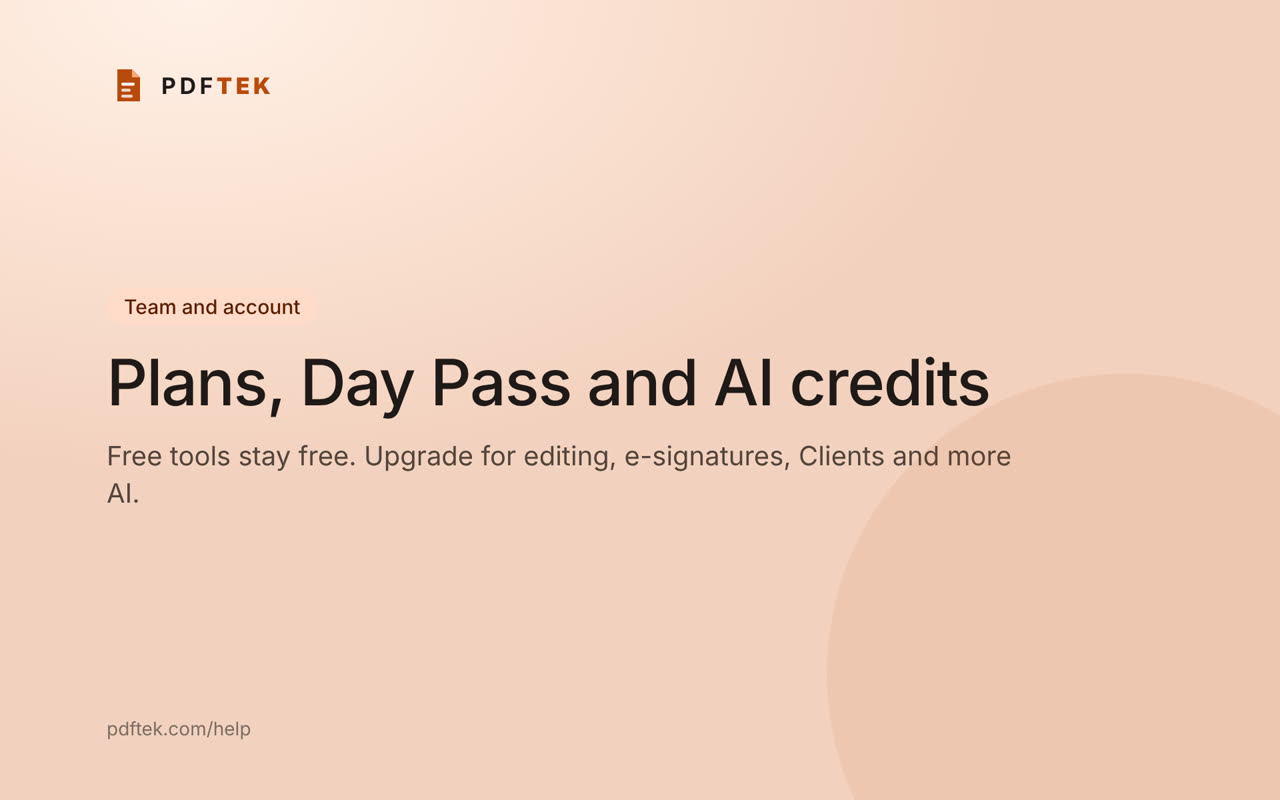 PDFTEK
Team and account
Plans, Day Pass and AI credits
Free tools stay free. Upgrade for editing, e-signatures, Clients and more
AI.
pdftek.com/help